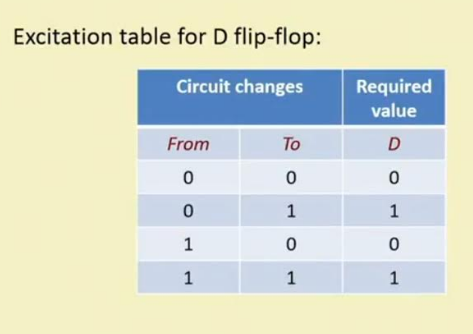 Excitation table for D flip-flop:
Circuit changes Required value
From To D
0 0 0
0 1 1
1 0 0
1 1 1